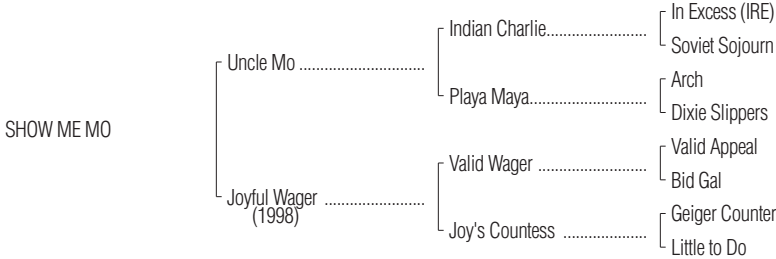 In Excess (IRE)
Indian Charlie........................
Soviet Sojourn
Uncle Mo ..............................
Arch
Playa Maya............................
Dixie Slippers
SHOW ME MO
Valid Appeal
Valid Wager ..........................
Bid Gal
Joyful Wager ........................
(1998)
Geiger Counter
Joy's Countess ....................
Little to Do